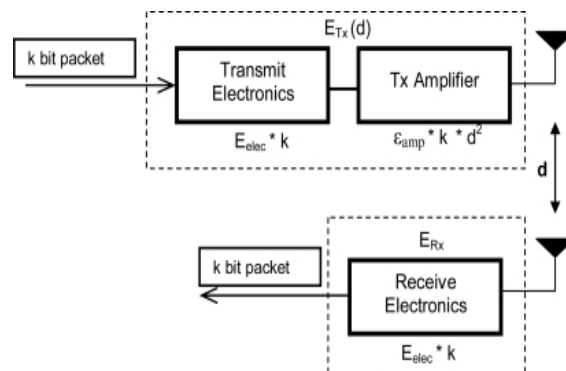 E_Tx (d)
k bit packet
Transmit
Electronics
Tx Amplifier
E_elec * k
ε_amp * k * d²
d
E_Rx
k bit packet
Receive
Electronics
E_elec * k